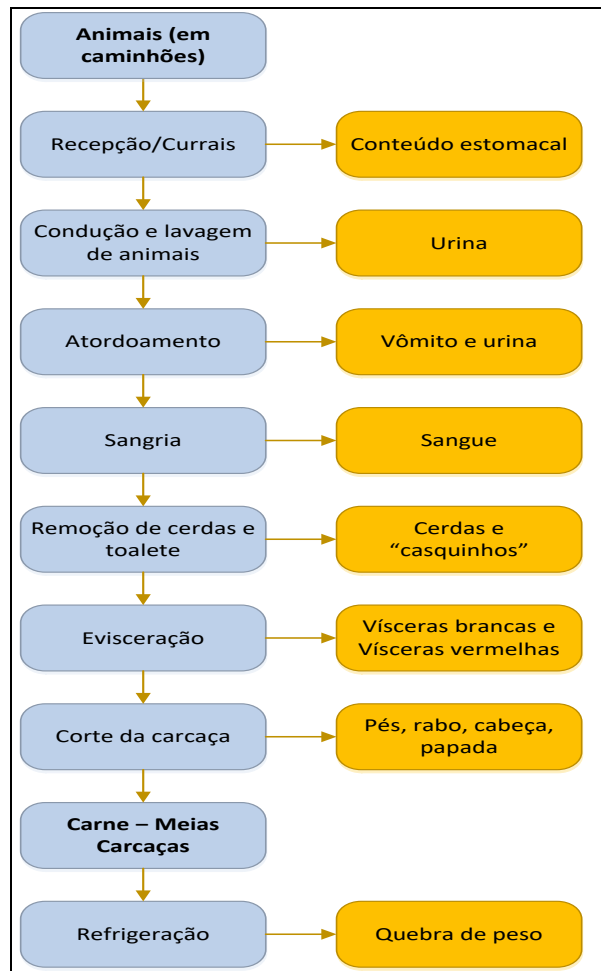 Animais (em
caminhões)
Recepção/Currais
Conteúdo estomacal
Condução e lavagem
de animais
Urina
Atordoamento
Vômito e urina
Sangria
Sangue
Remoção de cerdas e
toalete
Cerdas e
“casquinhos”
Evisceração
Vísceras brancas e
Vísceras vermelhas
Corte da carcaça
Pés, rabo, cabeça,
papada
Carne – Meias
Carcaças
Refrigeração
Quebra de peso